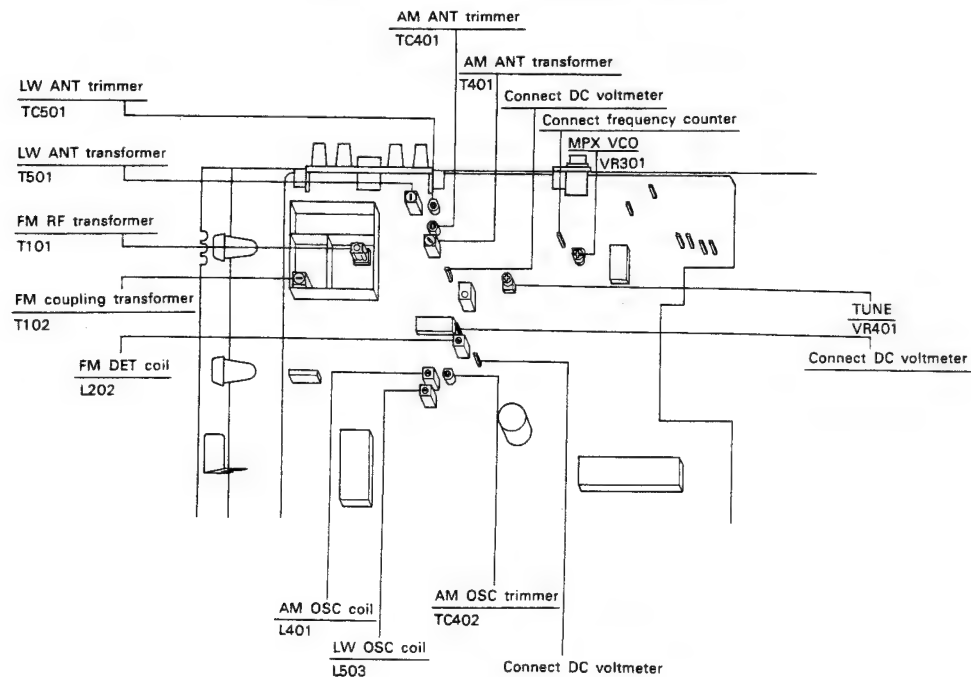 AM ANT trimmer
TC401
AM ANT transformer
T401
LW ANT trimmer
TC501
Connect DC voltmeter
Connect frequency counter
MPX VCO
VR301
LW ANT transformer
T501
FM RF transformer
T101
FM coupling transformer
T102
TUNE
VR401
FM DET coil
L202
Connect DC voltmeter
AM OSC coil
L401
AM OSC trimmer
TC402
LW OSC coil
L503
Connect DC voltmeter